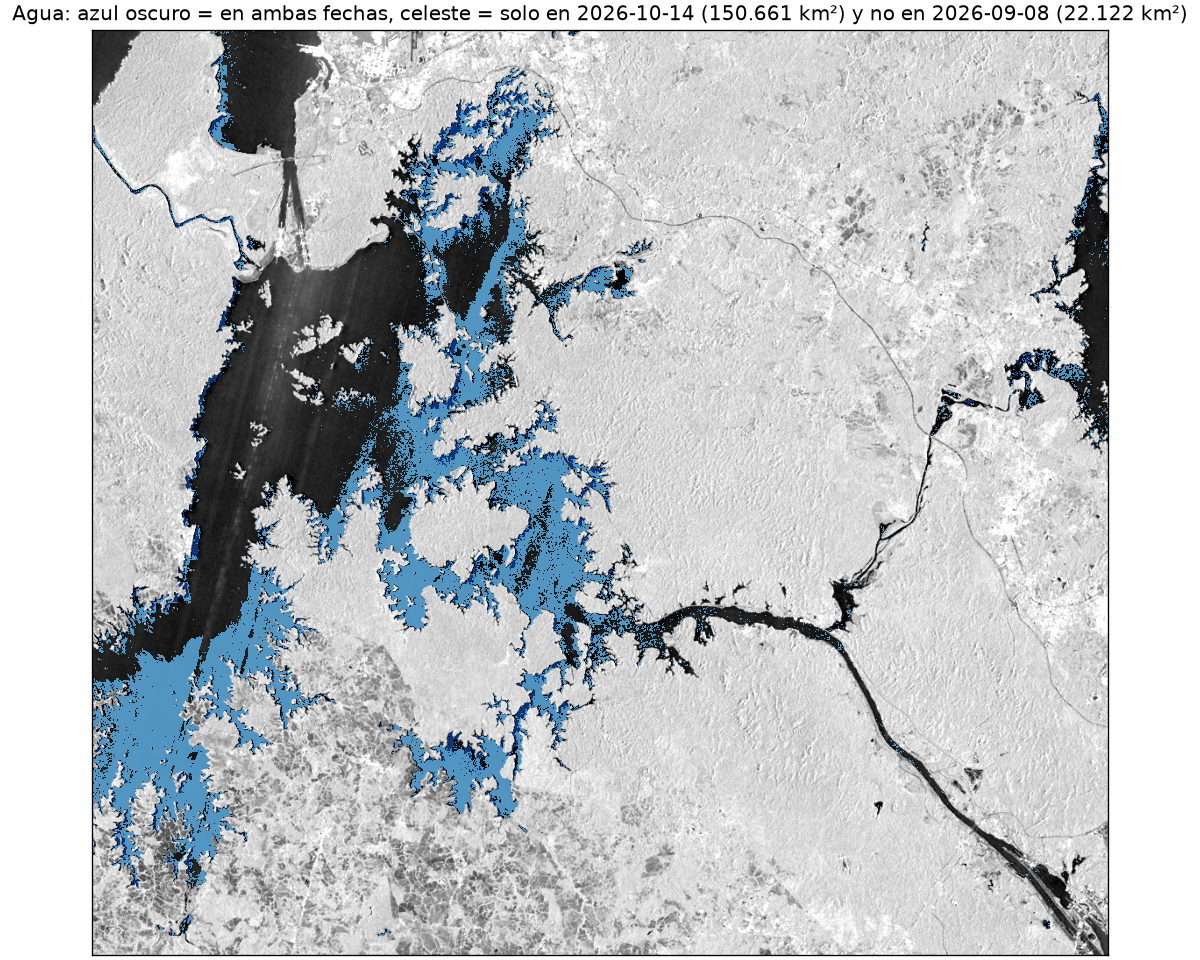 Agua: azul oscuro = en ambas fechas, celeste = solo en 2026-10-14 (150.661 km²) y no en 2026-09-08 (22.122 km²)